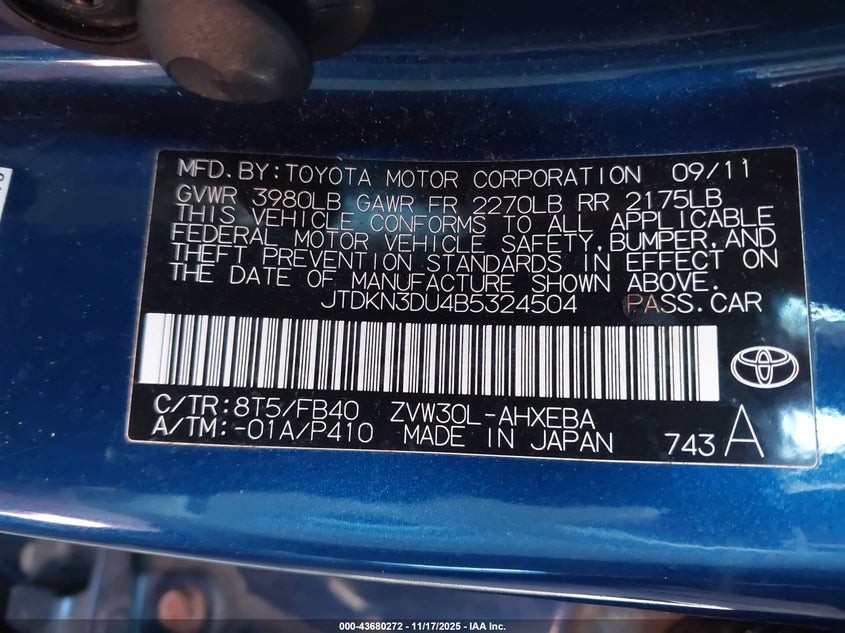 MFD.BY:TOYOTA MOTOR CORPORATION 09/11
GVWR 3980LB GAWR FR 2270LB RR 2175LB
THIS VEHICLE CONFORMS TO ALL APPLICABLE
FEDERAL MOTOR VEHICLE SAFETY,BUMPER,AND
THEFT PREVENTION STANDARDS IN EFFECT ON
THE DATE OF MANUFACTURE SHOWN ABOVE.
JTDKN3DU4B5324504 PASS.CAR
C/TR:8T5/FB40 ZVW30L-AHXEBA
A/TM:-01A/P410 MADE IN JAPAN 743 A
000-43680272 | 11/17/2025 - IAA Inc.